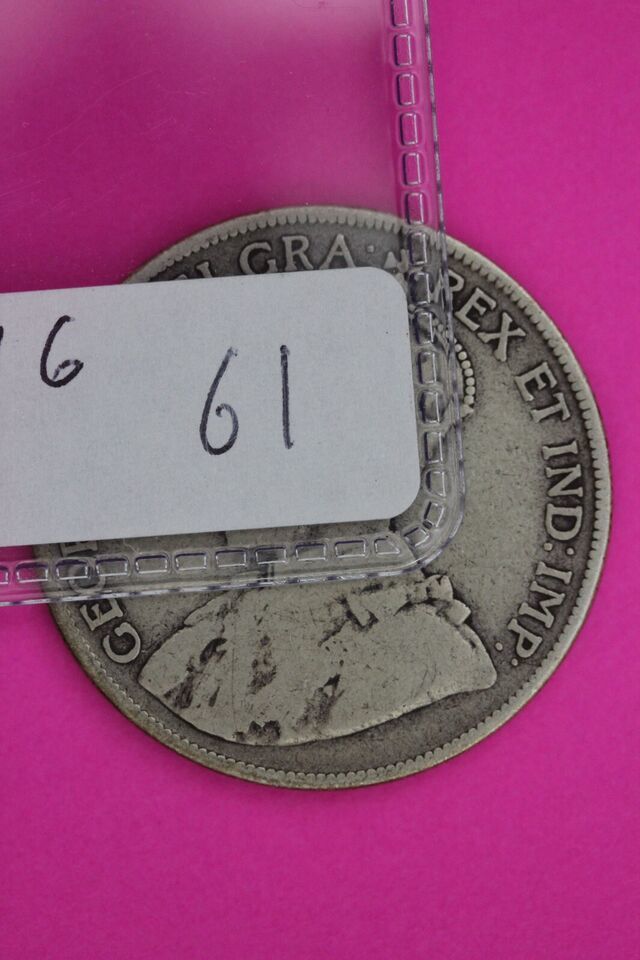 6 61
GRA: REX ET IND: IMP: